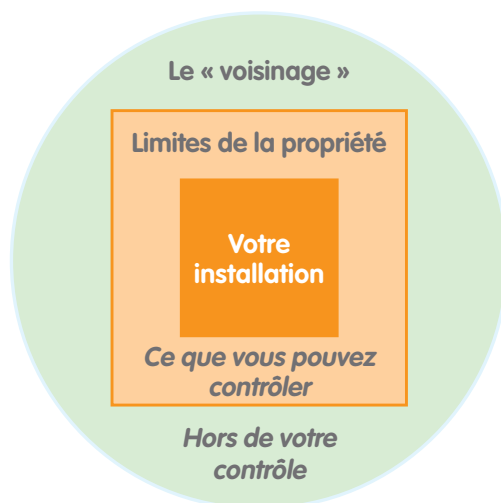 Le « voisinage »
Limites de la propriété
Votre
installation
Ce que vous pouvez
contrôler
Hors de votre
contrôle